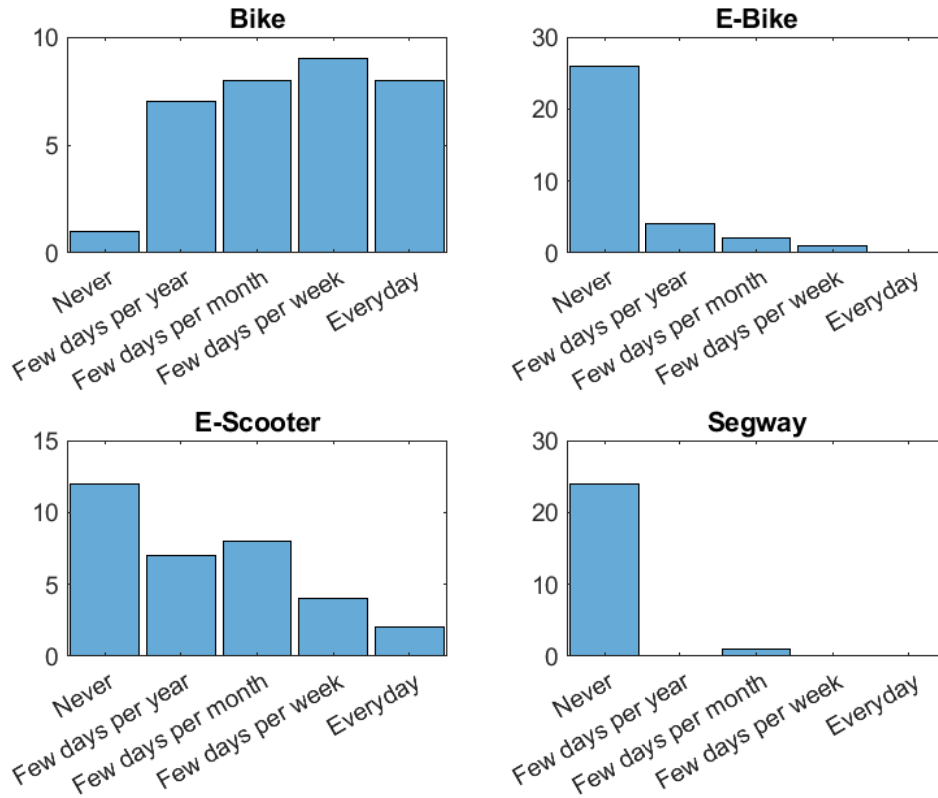 Bike
10
5
0
Never
Few days per year
Few days per month
Few days per week
Everyday
E-Bike
30
20
10
0
Never
Few days per year
Few days per month
Few days per week
Everyday
E-Scooter
15
10
5
0
Never
Few days per year
Few days per month
Few days per week
Everyday
Segway
30
20
10
0
Never
Few days per year
Few days per month
Few days per week
Everyday